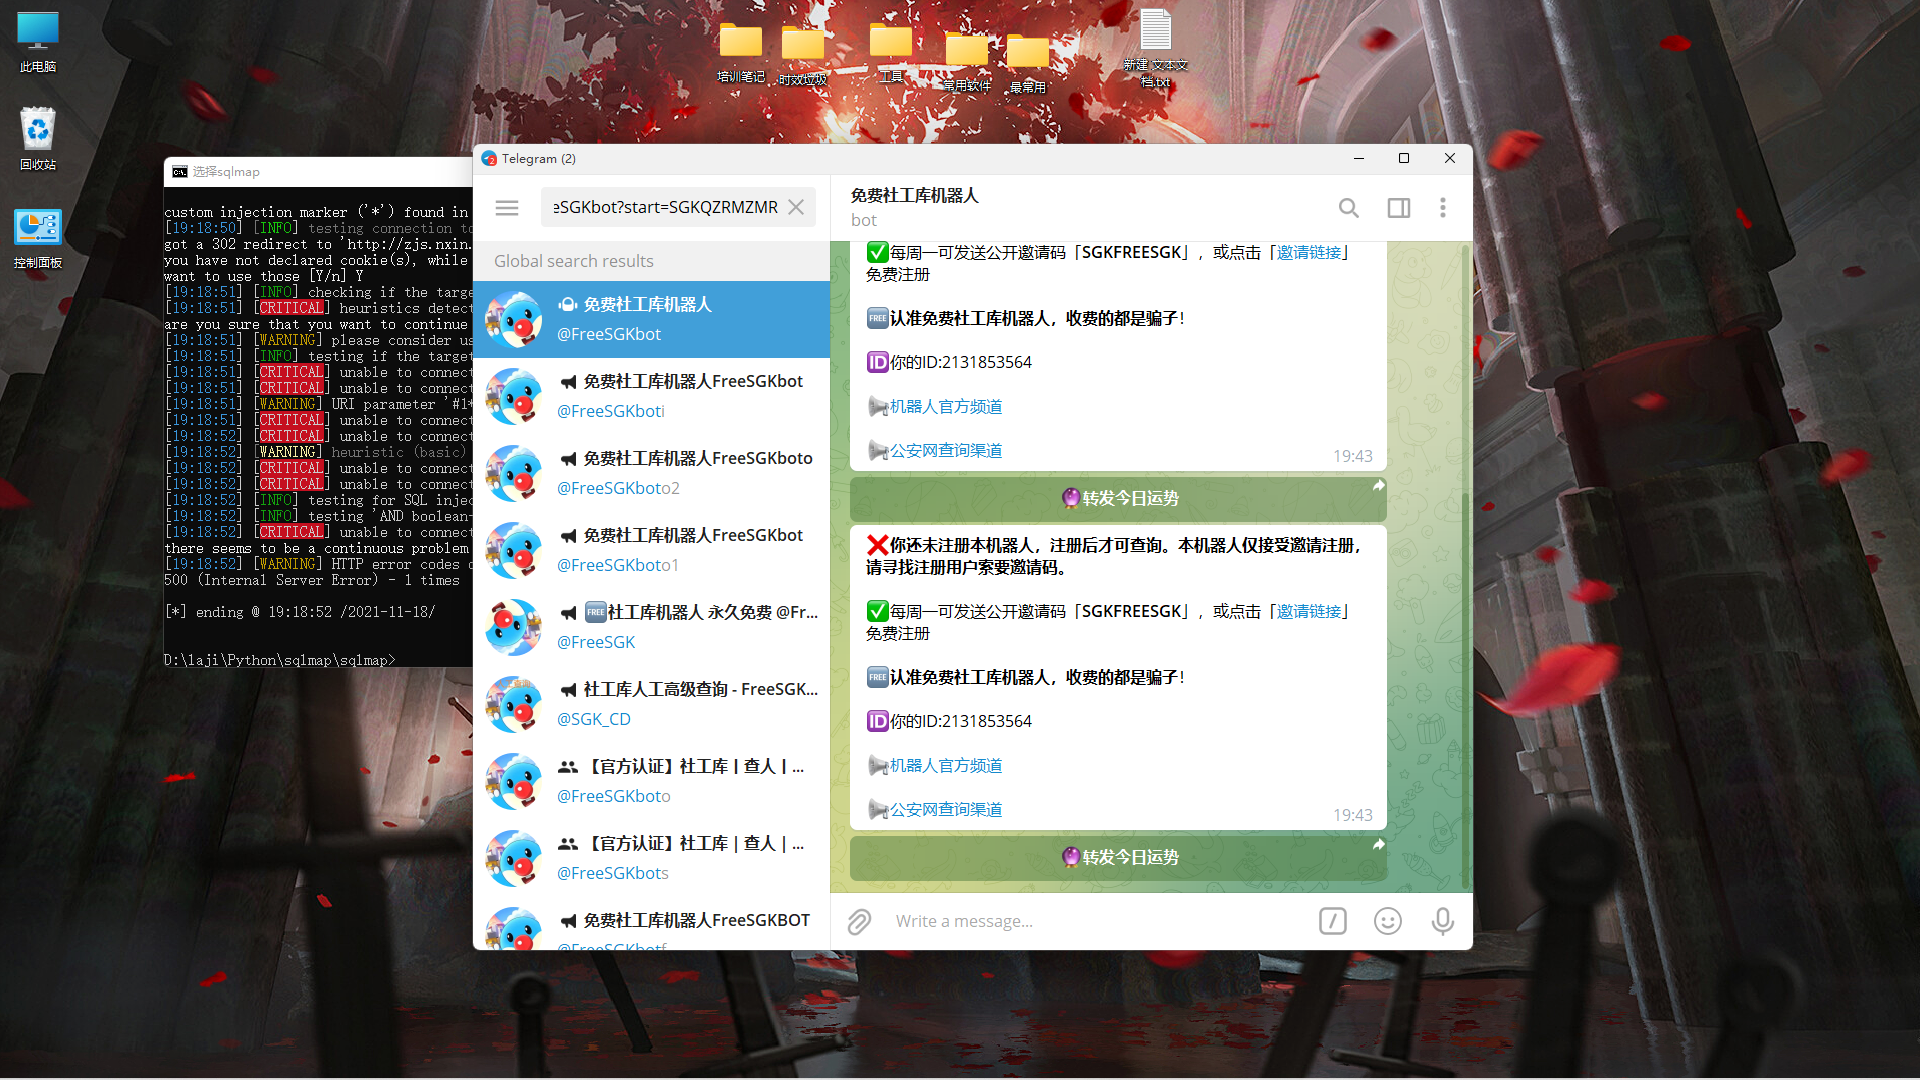 此电脑
回收站
控制面板
培训笔记
时效垃圾
工具
常用软件
最常用
新建 文本文
档.txt
选择sqlmap
custom injection marker ('*') found in
[19:18:50] [INFO] testing connection to
got a 302 redirect to 'http://zjs.nxin.
you have not declared cookie(s), while
want to use those [Y/n] Y
[19:18:51] [INFO] checking if the targe
[19:18:51] [CRITICAL] heuristics detect
are you sure that you want to continue
[19:18:51] [WARNING] please consider us
[19:18:51] [INFO] testing if the target
[19:18:51] [CRITICAL] unable to connect
[19:18:51] [CRITICAL] unable to connect
[19:18:51] [WARNING] URI parameter '#1*
[19:18:51] [CRITICAL] unable to connect
[19:18:52] [CRITICAL] unable to connect
[19:18:52] [WARNING] heuristic (basic)
[19:18:52] [CRITICAL] unable to connect
[19:18:52] [CRITICAL] unable to connect
[19:18:52] [INFO] testing for SQL injec
[19:18:52] [INFO] testing 'AND boolean-
[19:18:52] [CRITICAL] unable to connect
there seems to be a continuous problem
[19:18:52] [WARNING] HTTP error codes
500 (Internal Server Error) - 1 times
[*] ending @ 19:18:52 /2021-11-18/
D:\laji\Python\sqlmap\sqlmap>
Telegram (2)
eSGKbot?start=SGKQZRMZMR
Global search results
免费社工库机器人
@FreeSGKbot
免费社工库机器人FreeSGKbot
@FreeSGKboti
免费社工库机器人FreeSGKboto
@FreeSGKboto2
免费社工库机器人FreeSGKbot
@FreeSGKboto1
FREE社工库机器人 永久免费 @Fr...
@FreeSGK
社工库人工高级查询 - FreeSGK...
@SGK_CD
【官方认证】社工库丨查人丨...
@FreeSGKboto
【官方认证】社工库｜查人｜...
@FreeSGKbots
免费社工库机器人FreeSGKBOT
@FreeSGKbotf
免费社工库机器人
bot
✅每周一可发送公开邀请码「SGKFREESGK」，或点击「邀请链接」
免费注册
🆓认准免费社工库机器人，收费的都是骗子！
🆔你的ID:2131853564
📢机器人官方频道
📢公安网查询渠道
19:43
🔮转发今日运势
❌你还未注册本机器人，注册后才可查询。本机器人仅接受邀请注册，
请寻找注册用户索要邀请码。
✅每周一可发送公开邀请码「SGKFREESGK」，或点击「邀请链接」
免费注册
🆓认准免费社工库机器人，收费的都是骗子！
🆔你的ID:2131853564
📢机器人官方频道
📢公安网查询渠道
19:43
🔮转发今日运势
Write a message...